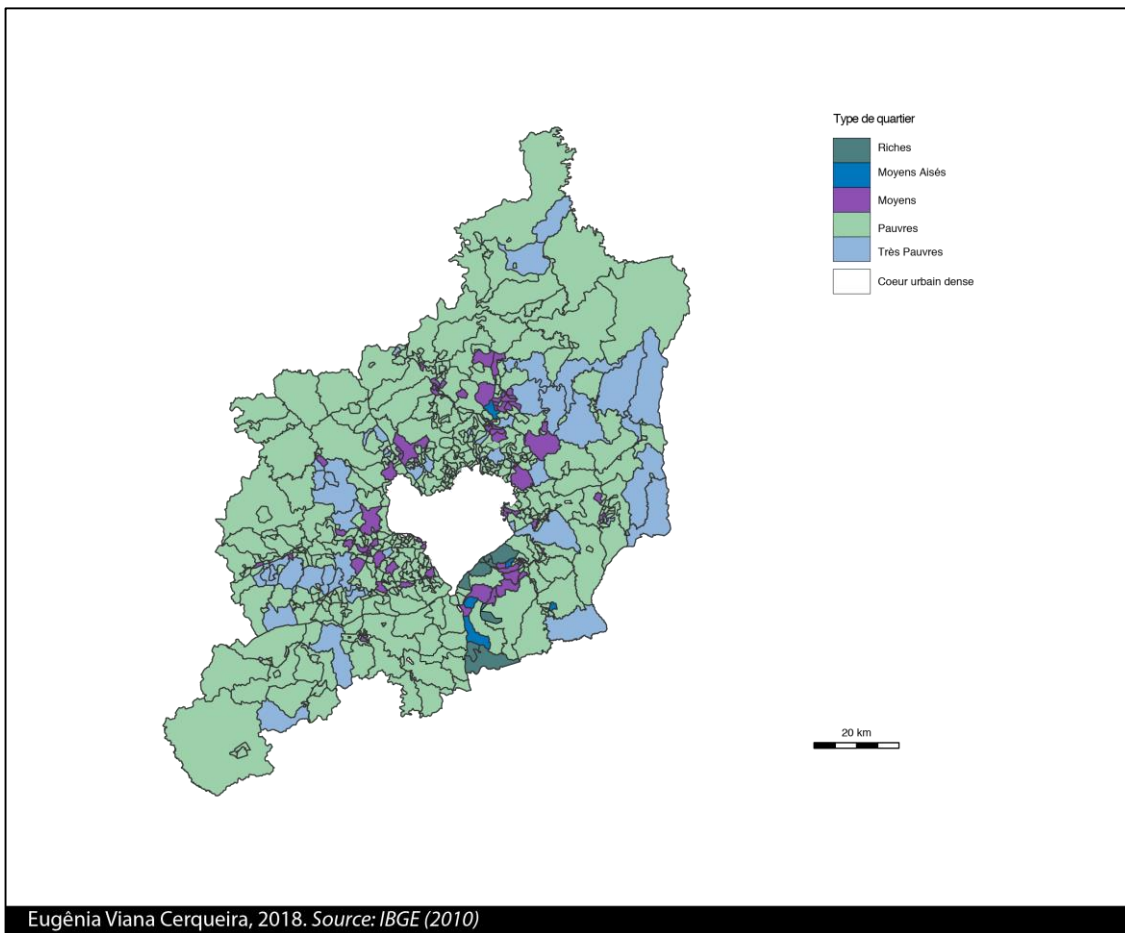 Type de quartier
Riches
Moyens Aisés
Moyens
Pauvres
Très Pauvres
Coeur urbain dense
20 km
Eugênia Viana Cerqueira, 2018. Source: IBGE (2010)